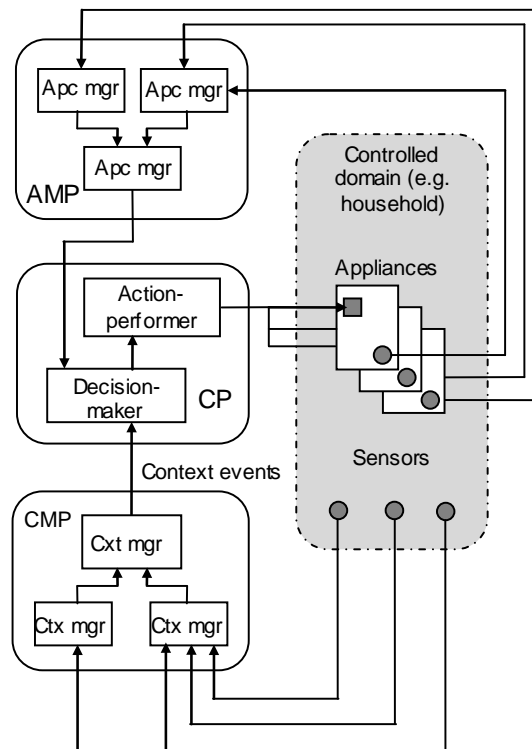 Apc mgr
Apc mgr
Apc mgr
AMP
Controlled
domain (e.g.
household)
Appliances
Action-
performer
Decision-
maker
CP
Context events
Sensors
CMP
Cxt mgr
Ctx mgr
Ctx mgr